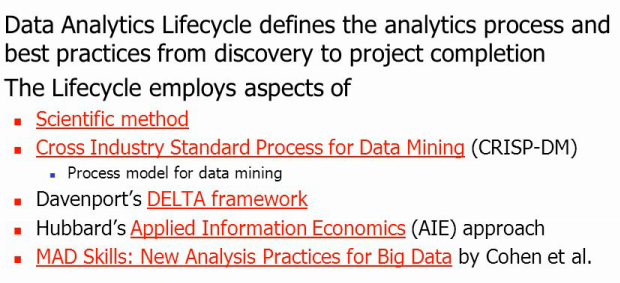 Data Analytics Lifecycle defines the analytics process and
best practices from discovery to project completion
The Lifecycle employs aspects of
Scientific method
Cross Industry Standard Process for Data Mining (CRISP-DM)
Process model for data mining
Davenport's DELTA framework
Hubbard's Applied Information Economics (AIE) approach
MAD Skills: New Analysis Practices for Big Data by Cohen et al.